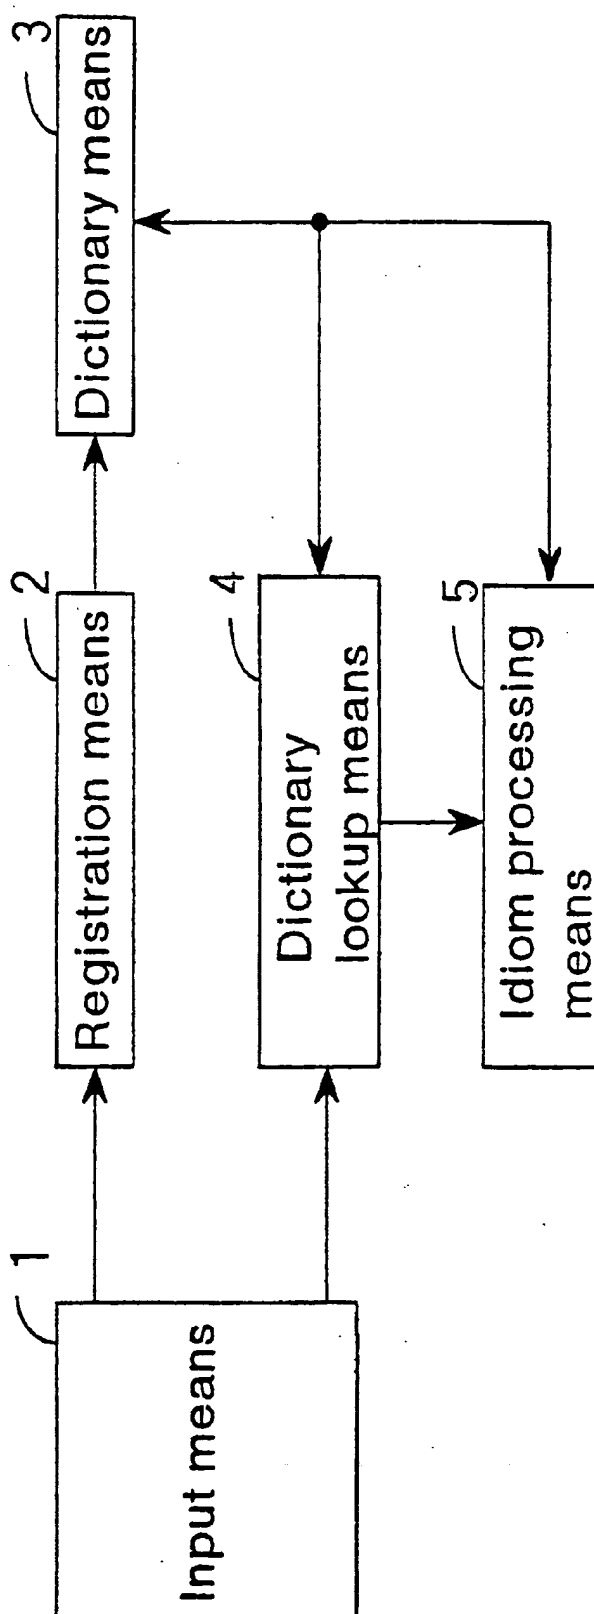 1
Input means
2
Registration means
3
Dictionary means
4
Dictionary
lookup means
5
Idiom processing
means